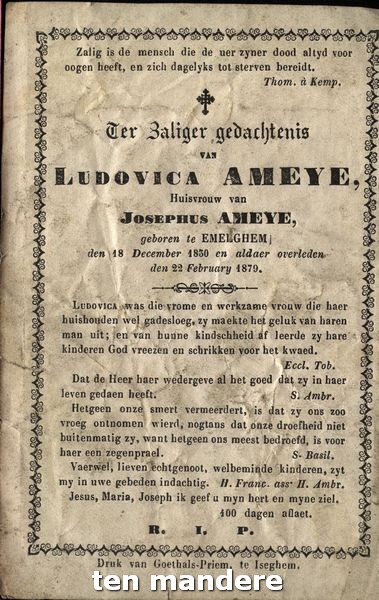 Zalig is de mensch die de uer zyner dood altyd voor
oogen heeft, en zich dagelyks tot sterven bereidt.
Thom. à Kemp.
Ter Zaliger gedachtenis
VAN
LUDOVICA AMEYE,
Huisvrouw van
JOSEPHUS AMEYE,
geboren te EMELGHEM,
den 18 December 1830 en aldaer overleden
den 22 February 1879.
LUDOVICA was die vrome en werkzame vrouw die haer
huishouden wel gadesloeg, zy maekte het geluk van haren
man uit; en van hunne kindschheid af leerde zy hare
kinderen God vreezen en schrikken voor het kwaed.
Eccl. Tob.
Dat de Heer haer wedergeve al het goed dat zy in haer
leven gedaen heeft. S. Ambr.
Hetgeen onze smert vermeerdert, is dat zy ons zoo
vroeg ontnomen wierd, nogtans dat onze droefheid niet
buitenmatig zy, want hetgeen ons meest bedroefd, is voor
haer een zegenprael. S. Basil.
Vaerwel, lieven echtgenoot, welbeminde kinderen, zyt
my in uwe gebeden indachtig. H. Franc. ass. H. Ambr.
Jesus, Maria, Joseph ik geef u myn hert en myne ziel.
100 dagen aflaet.
R. I. P.
Druk van Goethals-Priem, te Iseghem.
ten mandere